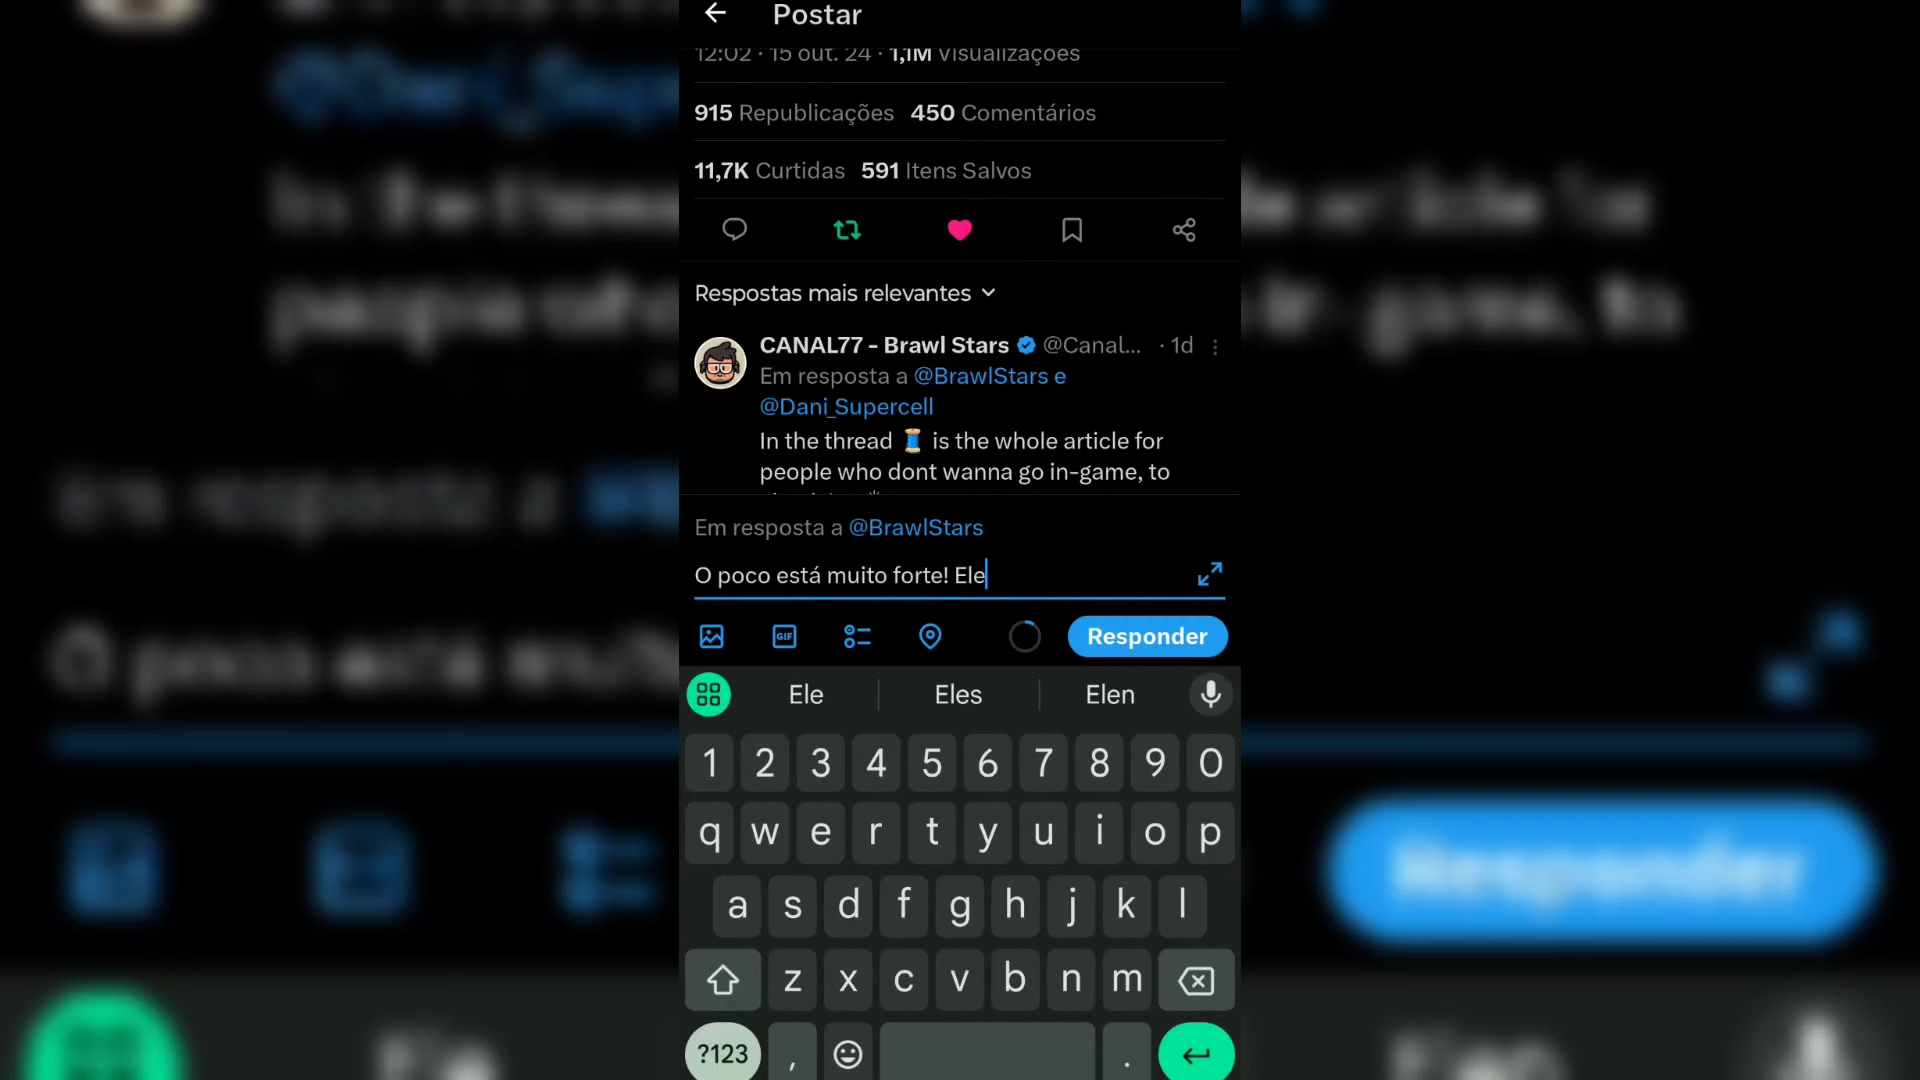 Postar
12:02 · 15 out. 24 · 1,1M Visualizações
915 Republicações 450 Comentários
11,7K Curtidas 591 Itens Salvos
Respostas mais relevantes
CANAL77 - Brawl Stars @Canal... · 1d
Em resposta a @BrawlStars e
@Dani_Supercell
In the thread 🧵 is the whole article for
people who dont wanna go in-game, to
Em resposta a @BrawlStars
O poco está muito forte! Ele
GIF
Responder
Ele Eles Elen
1 2 3 4 5 6 7 8 9 0
q w e r t y u i o p
a s d f g h j k l
z x c v b n m
?123 , .